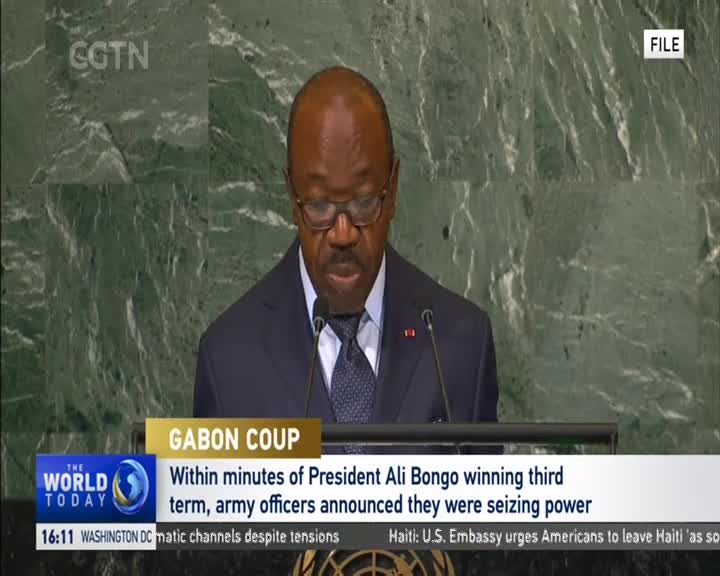 CGTN
FILE
GABON COUP
THE
WORLD
TODAY
Within minutes of President Ali Bongo winning third
term, army officers announced they were seizing power
16:11 WASHINGTON DC matic channels despite tensions Haiti: U.S. Embassy urges Americans to leave Haiti 'as so